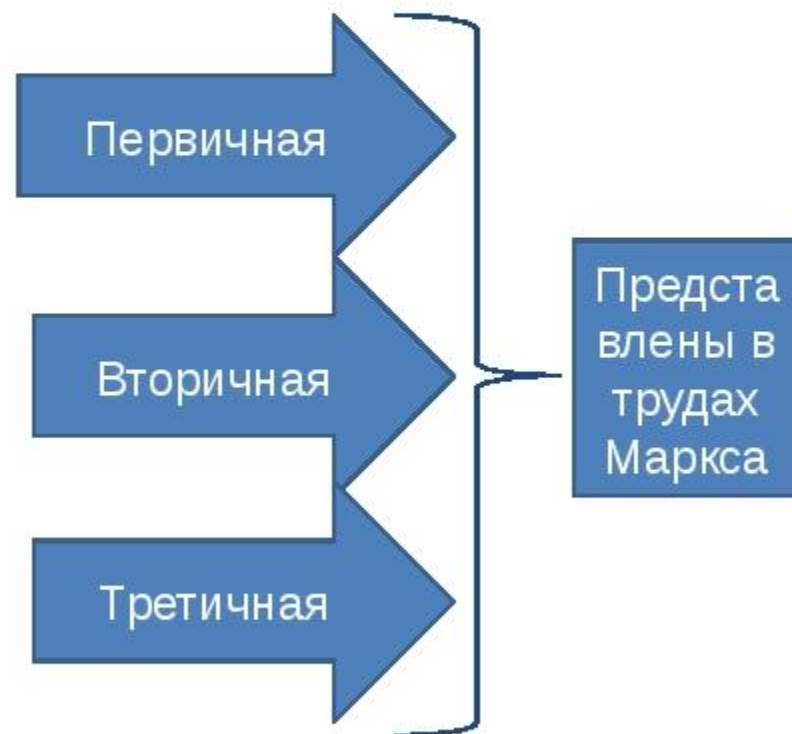 Первичная
Вторичная
Третичная
Предста
влены в
трудах
Маркса